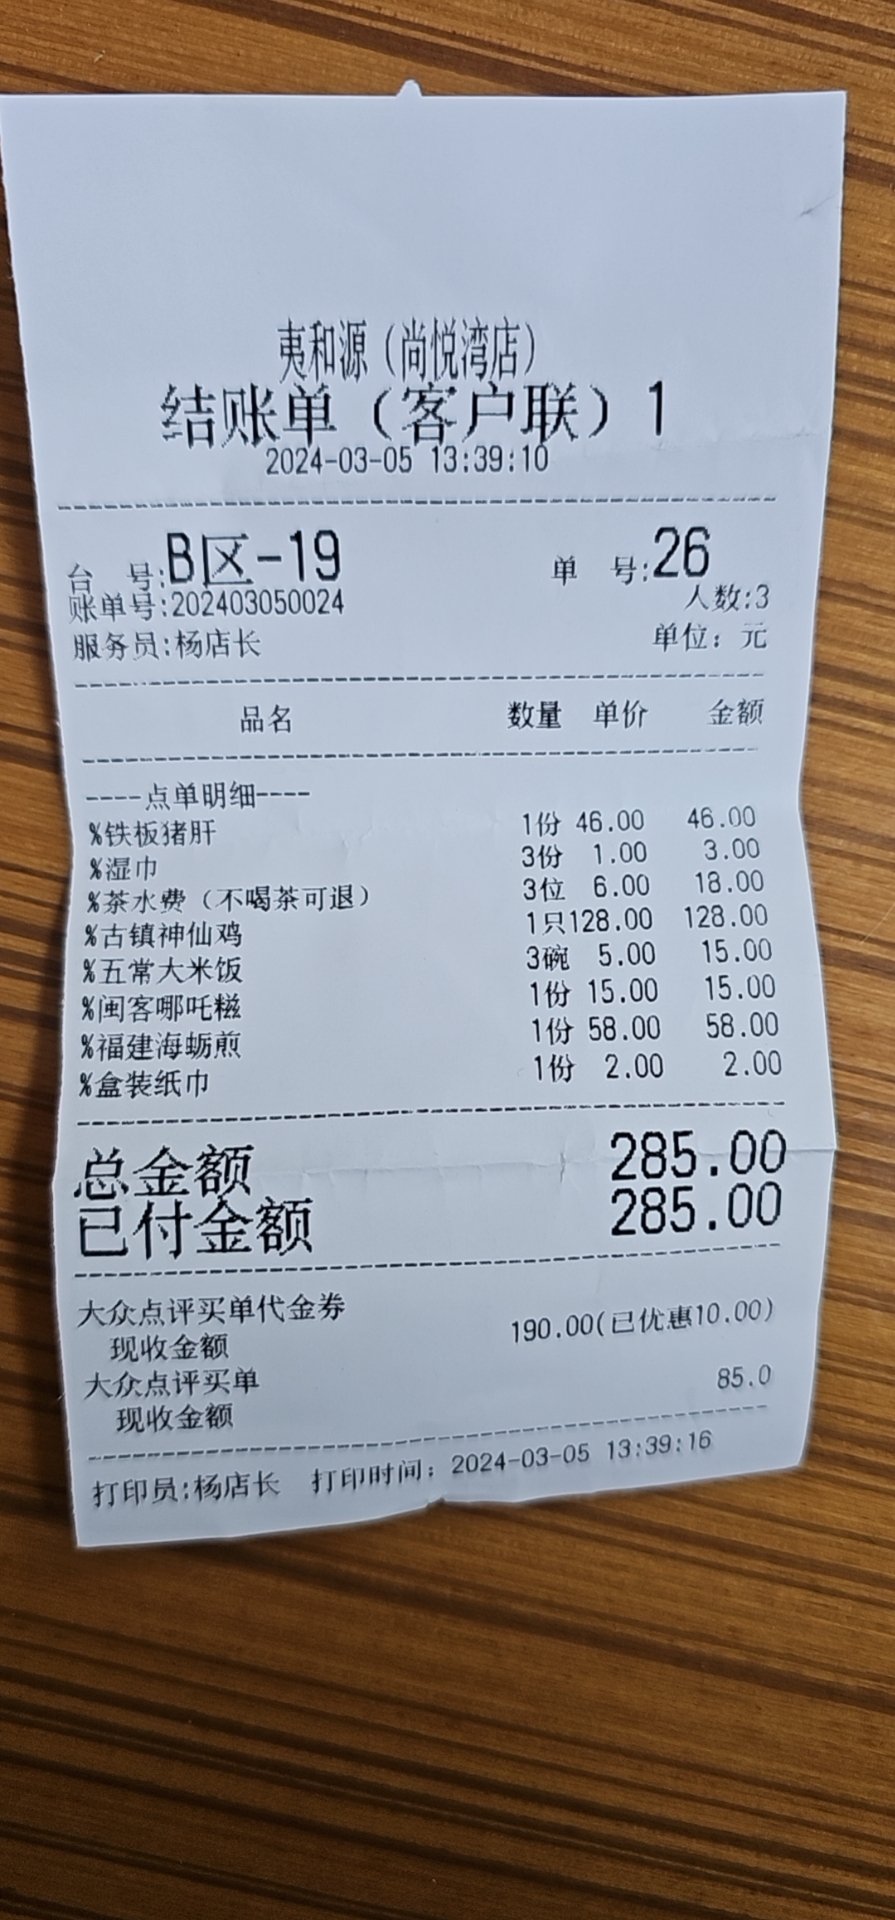 夷和源（尚悦湾店）
结账单（客户联）1
2024-03-05 13:39:10
台 号:B区-19 单 号:26
账单号:202403050024 人数:3
服务员:杨店长 单位：元
品名 数量 单价 金额
----点单明细----
%铁板猪肝 1份 46.00 46.00
%湿巾 3份 1.00 3.00
%茶水费（不喝茶可退） 3位 6.00 18.00
%古镇神仙鸡 1只128.00 128.00
%五常大米饭 3碗 5.00 15.00
%闽客哪吒糍 1份 15.00 15.00
%福建海蛎煎 1份 58.00 58.00
%盒装纸巾 1份 2.00 2.00
总金额 285.00
已付金额 285.00
大众点评买单代金券
现收金额 190.00(已优惠10.00)
大众点评买单
现收金额 85.0
打印员:杨店长 打印时间：2024-03-05 13:39:16